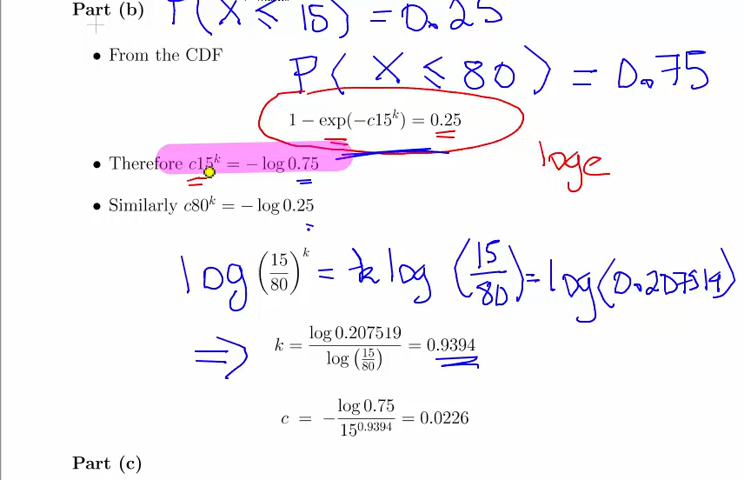 Part (b) P(X ≤ 15) = 0.25
• From the CDF
P( X ≤ 80 ) = 0.75
1 − exp(−c15^k) = 0.25
• Therefore c15^k = − log 0.75
loge
• Similarly c80^k = − log 0.25
log (15/80)^k = k log (15/80) = log(0.207519)
⇒ k = log 0.207519 / log (15/80) = 0.9394
c = − log 0.75 / 15^0.9394 = 0.0226
Part (c)